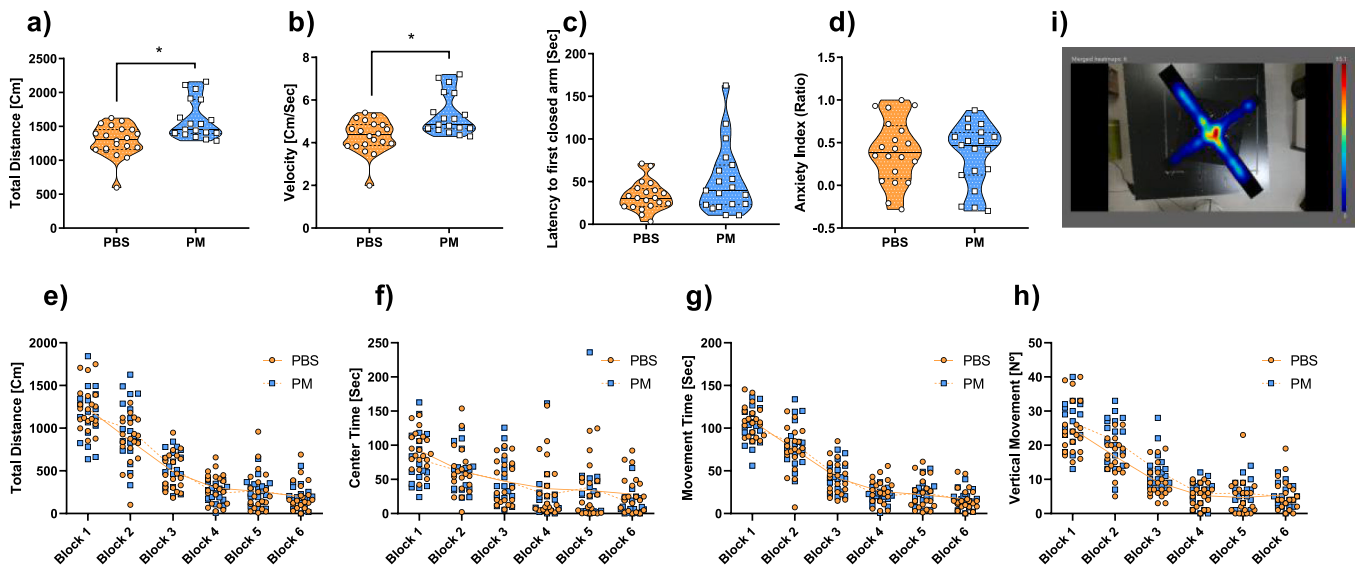 a)
b)
c)
d)
i)
*
*
Total Distance [Cm]
2500
2000
1500
1000
500
0
PBS
PM
Velocity [Cn/Sec]
8
6
4
2
0
PBS
PM
Latency to first closed arm [Sec]
200
150
100
50
0
PBS
PM
Anxiety Index (Ratio)
1.5
1.0
0.5
0.0
-0.5
PBS
PM
Merged heatmaps: 6
e)
f)
g)
h)
Total Distance [Cm]
2000
1500
1000
500
0
PBS
PM
Block 1
Block 2
Block 3
Block 4
Block 5
Block 6
Center Time [Sec]
250
200
150
100
50
0
PBS
PM
Block 1
Block 2
Block 3
Block 4
Block 5
Block 6
Movement Time [Sec]
200
150
100
50
0
PBS
PM
Block 1
Block 2
Block 3
Block 4
Block 5
Block 6
Vertical Movement [Nº]
50
40
30
20
10
0
PBS
PM
Block 1
Block 2
Block 3
Block 4
Block 5
Block 6